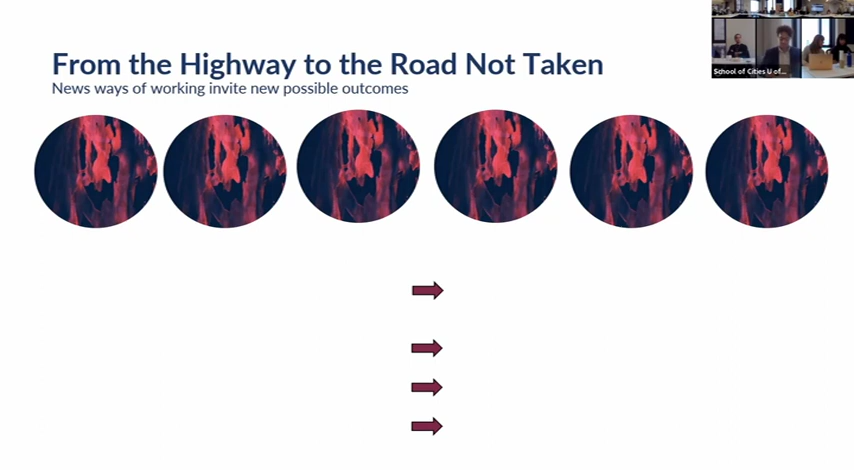 From the Highway to the Road Not Taken
News ways of working invite new possible outcomes
School of Cities U of...